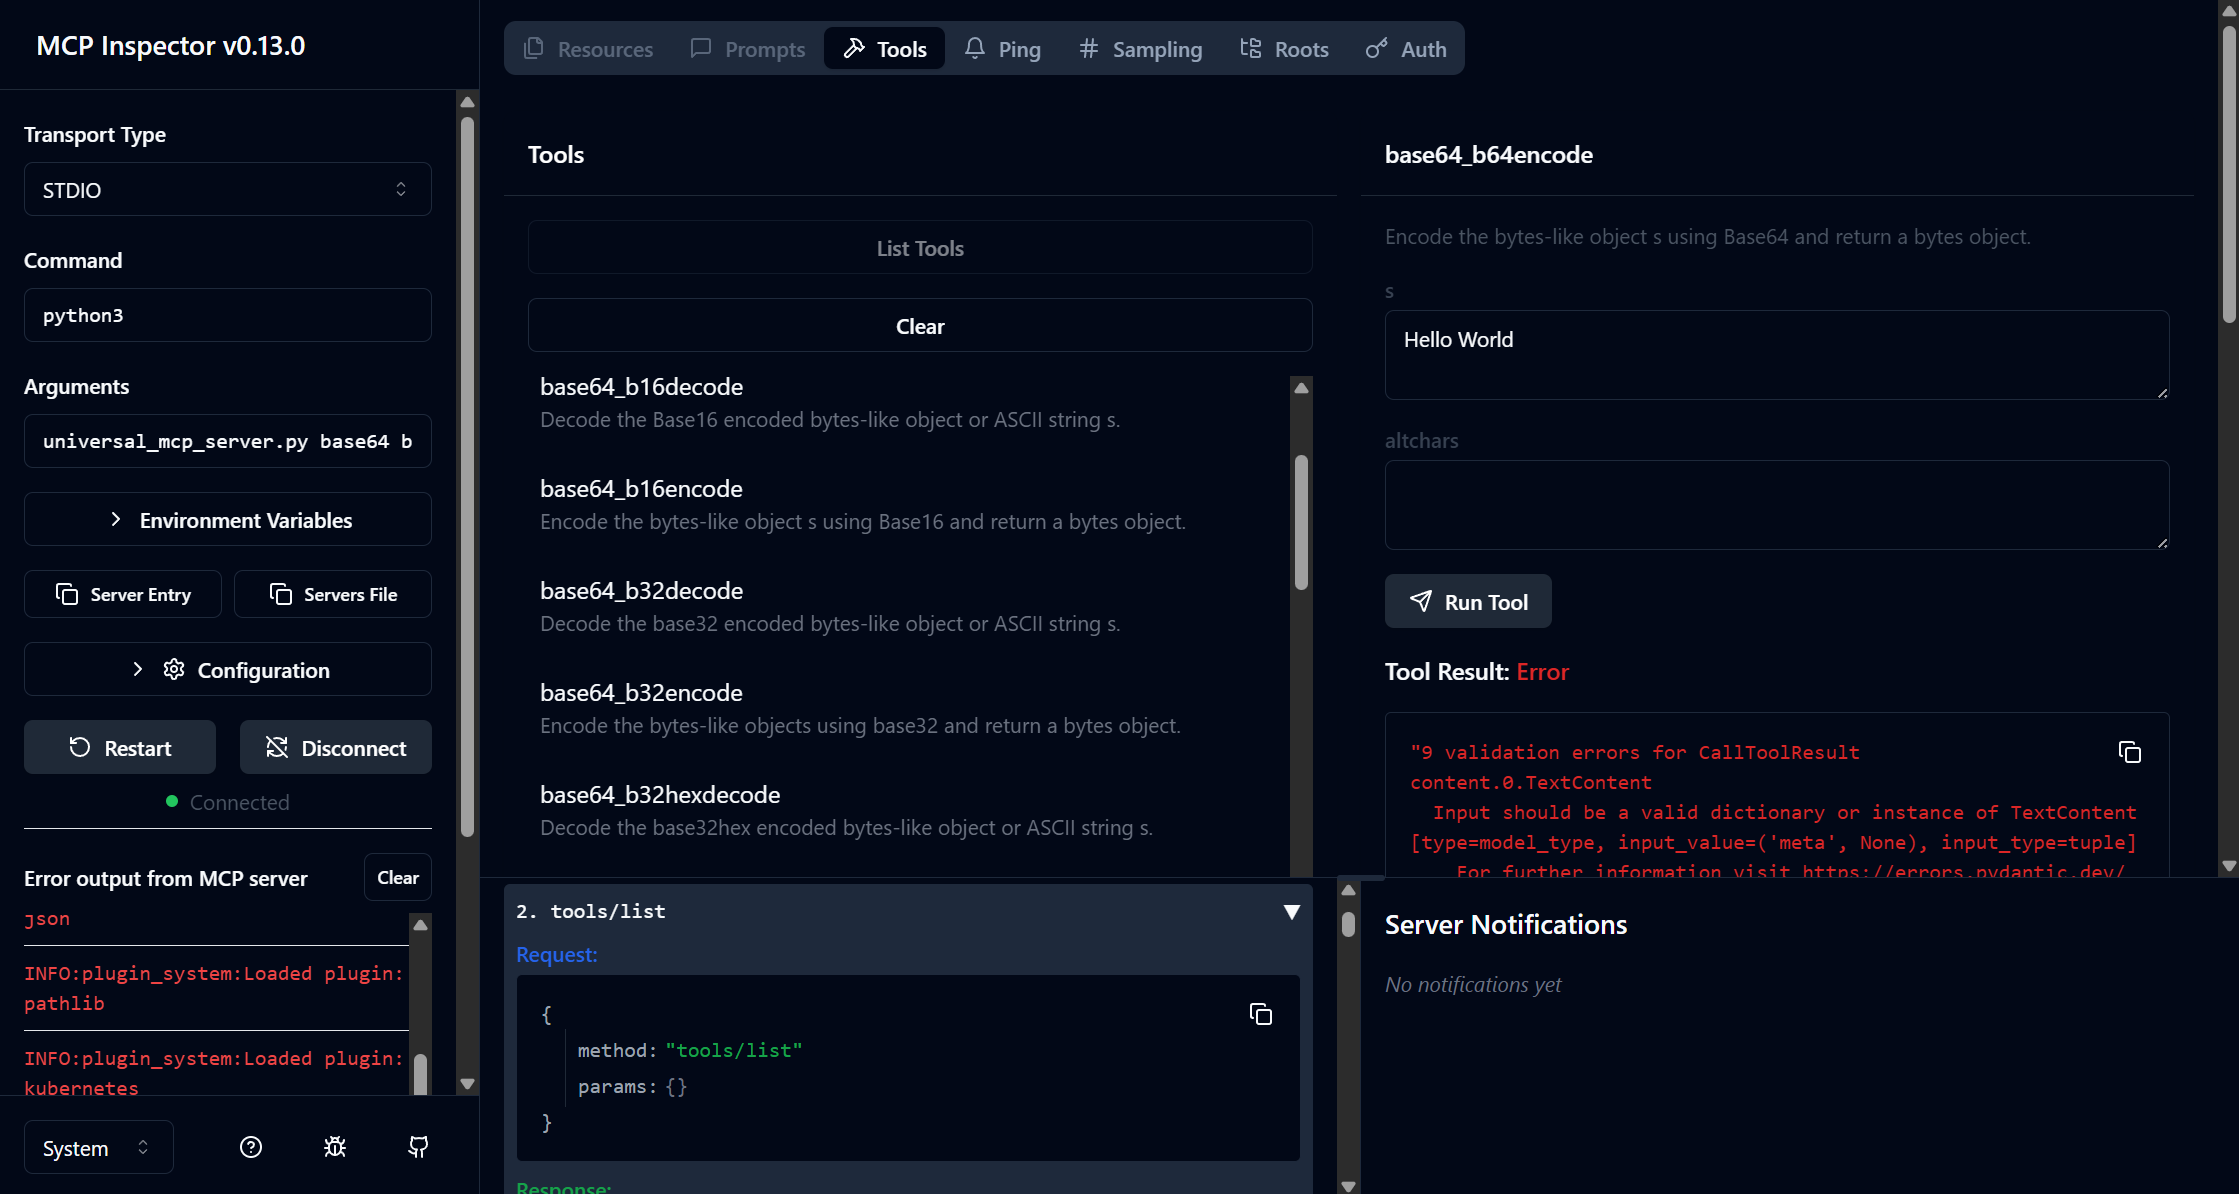 MCP Inspector v0.13.0
Transport Type
STDIO
Command
python3
Arguments
universal_mcp_server.py base64 b
Environment Variables
Server Entry
Servers File
Configuration
Restart
Disconnect
Connected
Error output from MCP server
Clear
json
INFO:plugin_system:Loaded plugin:
pathlib
INFO:plugin_system:Loaded plugin:
kubernetes
System
Resources
Prompts
Tools
Ping
Sampling
Roots
Auth
Tools
List Tools
Clear
base64_b16decode
Decode the Base16 encoded bytes-like object or ASCII string s.
base64_b16encode
Encode the bytes-like object s using Base16 and return a bytes object.
base64_b32decode
Decode the base32 encoded bytes-like object or ASCII string s.
base64_b32encode
Encode the bytes-like objects using base32 and return a bytes object.
base64_b32hexdecode
Decode the base32hex encoded bytes-like object or ASCII string s.
base64_b64encode
Encode the bytes-like object s using Base64 and return a bytes object.
s
Hello World
altchars
Run Tool
Tool Result: Error
"9 validation errors for CallToolResult
content.0.TextContent
Input should be a valid dictionary or instance of TextContent
[type=model_type, input_value=('meta', None), input_type=tuple]
For further information visit https://errors.pydantic.dev/
2. tools/list
Request:
{
method: "tools/list"
params: {}
}
Response:
Server Notifications
No notifications yet